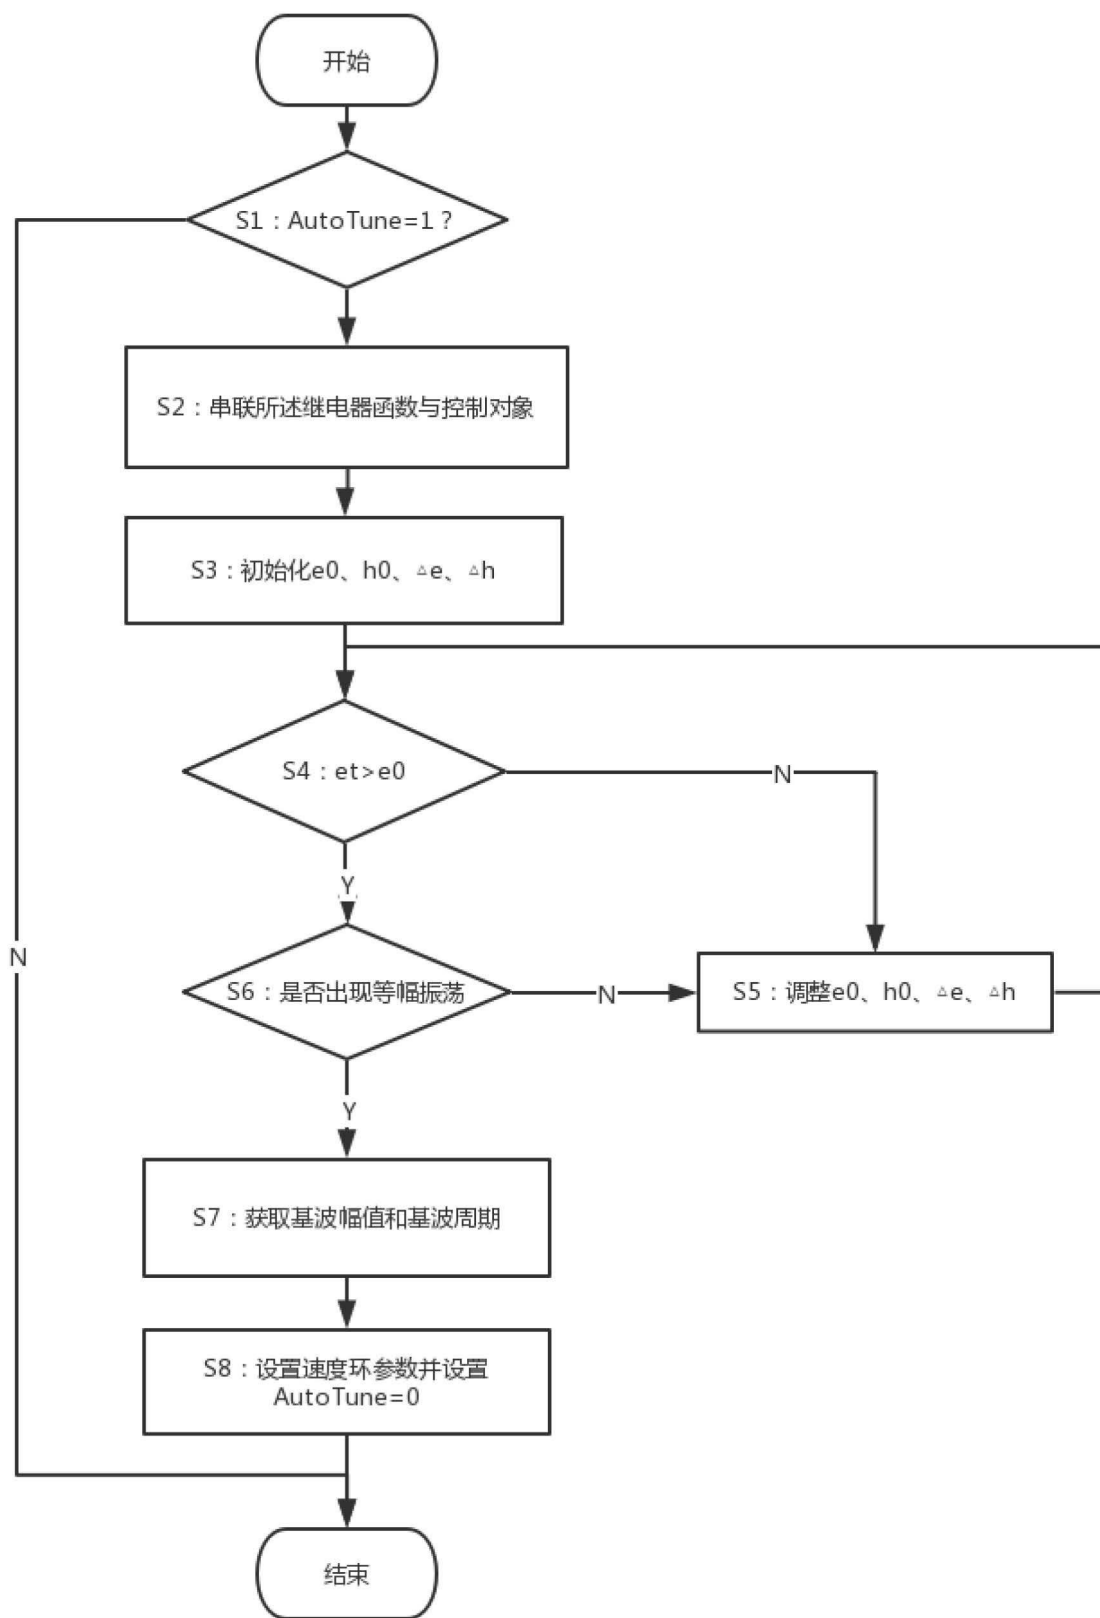 开始
S1：AutoTune=1？
S2：串联所述继电器函数与控制对象
S3：初始化e0、h0、△e、△h
S4：et>e0
N
Y
N
S6：是否出现等幅振荡
N
S5：调整e0、h0、△e、△h
Y
S7：获取基波幅值和基波周期
S8：设置速度环参数并设置
AutoTune=0
结束